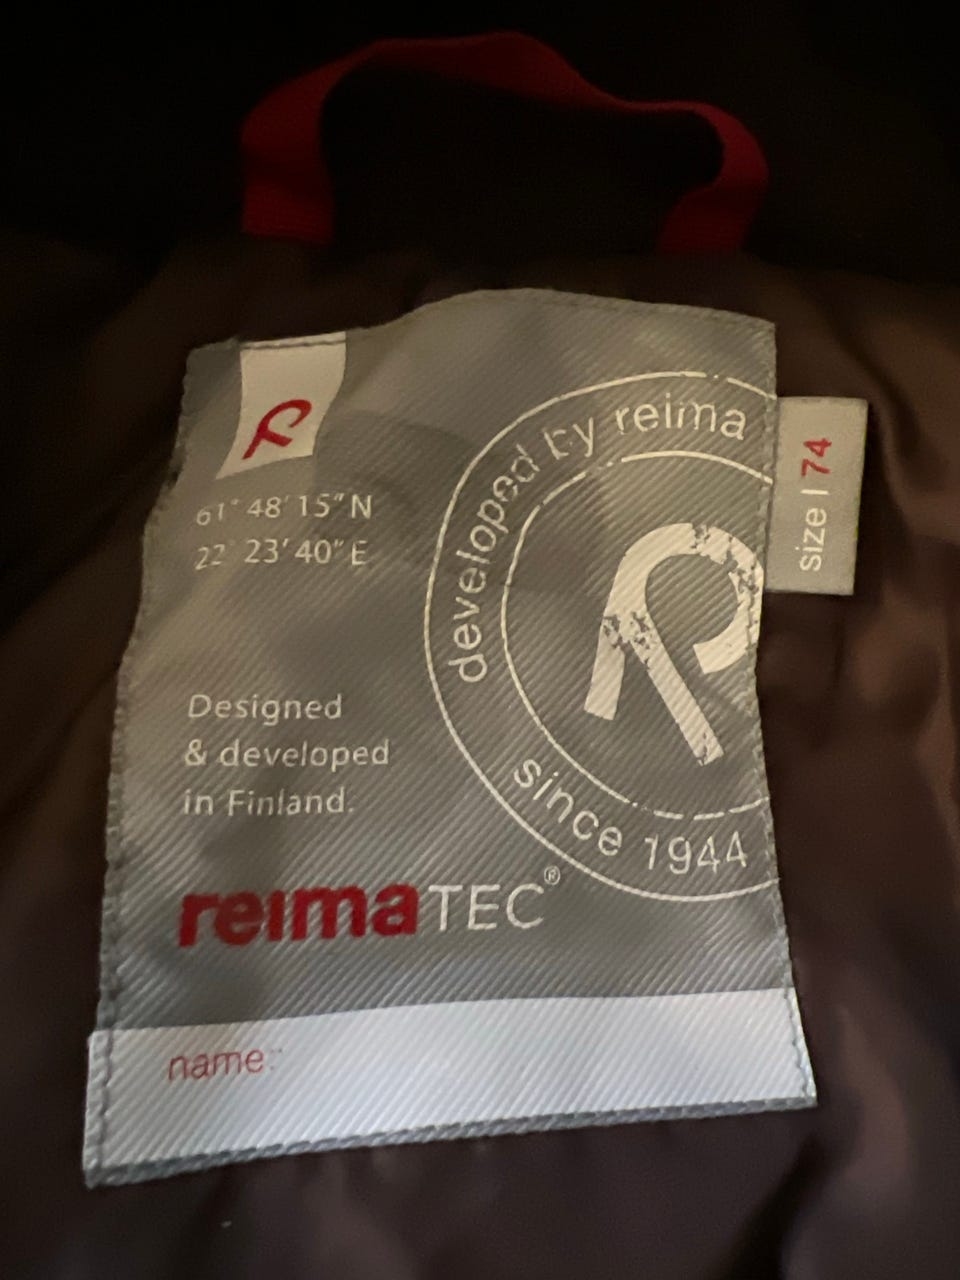 developed by reima
61° 48' 15" N
22° 23' 40" E
size | 74
Designed
& developed
in Finland.
since 1944
reimaTEC®
name: